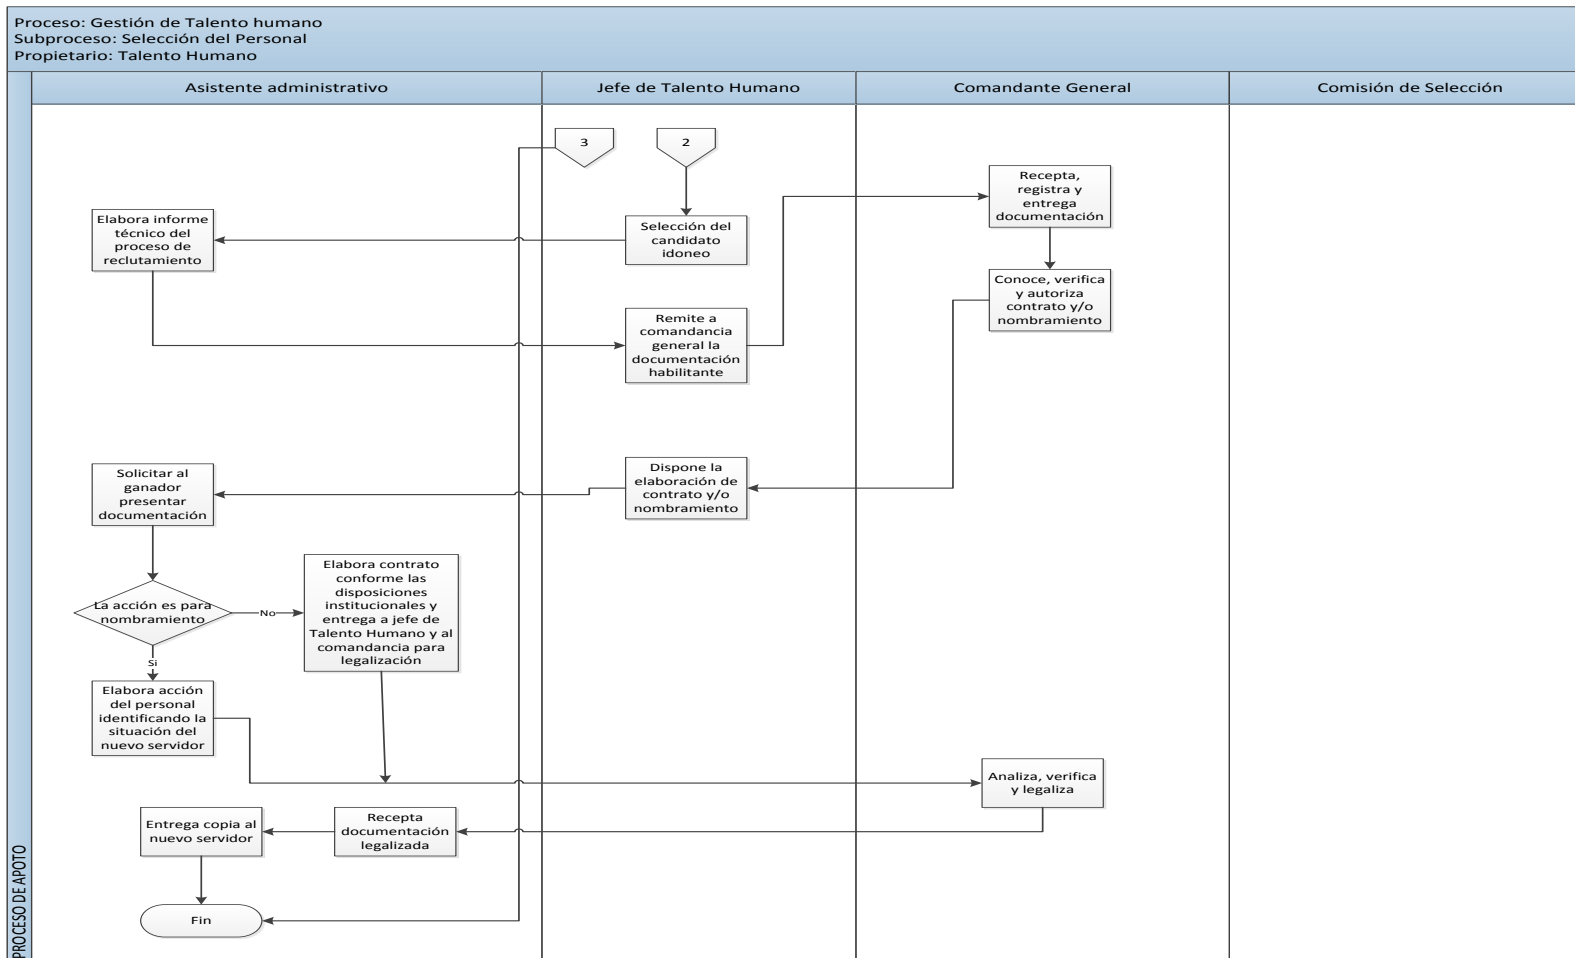 Proceso: Gestión de Talento humano
Subproceso: Selección del Personal
Propietario: Talento Humano
Asistente administrativo
Jefe de Talento Humano
Comandante General
Comisión de Selección
3
2
Recepta,
registra y
entrega
documentación
Elabora informe
técnico del
proceso de
reclutamiento
Selección del
candidato
idoneo
Conoce, verifica
y autoriza
contrato y/o
nombramiento
Remite a
comandancia
general la
documentación
habilitante
Solicitar al
ganador
presentar
documentación
Dispone la
elaboración de
contrato y/o
nombramiento
La acción es para
nombramiento
No
Elabora contrato
conforme las
disposiciones
institucionales y
entrega a jefe de
Talento Humano y al
comandancia para
legalización
Si
Elabora acción
del personal
identificando la
situación del
nuevo servidor
Analiza, verifica
y legaliza
Entrega copia al
nuevo servidor
Recepta
documentación
legalizada
Fin
PROCESO DE APOTO